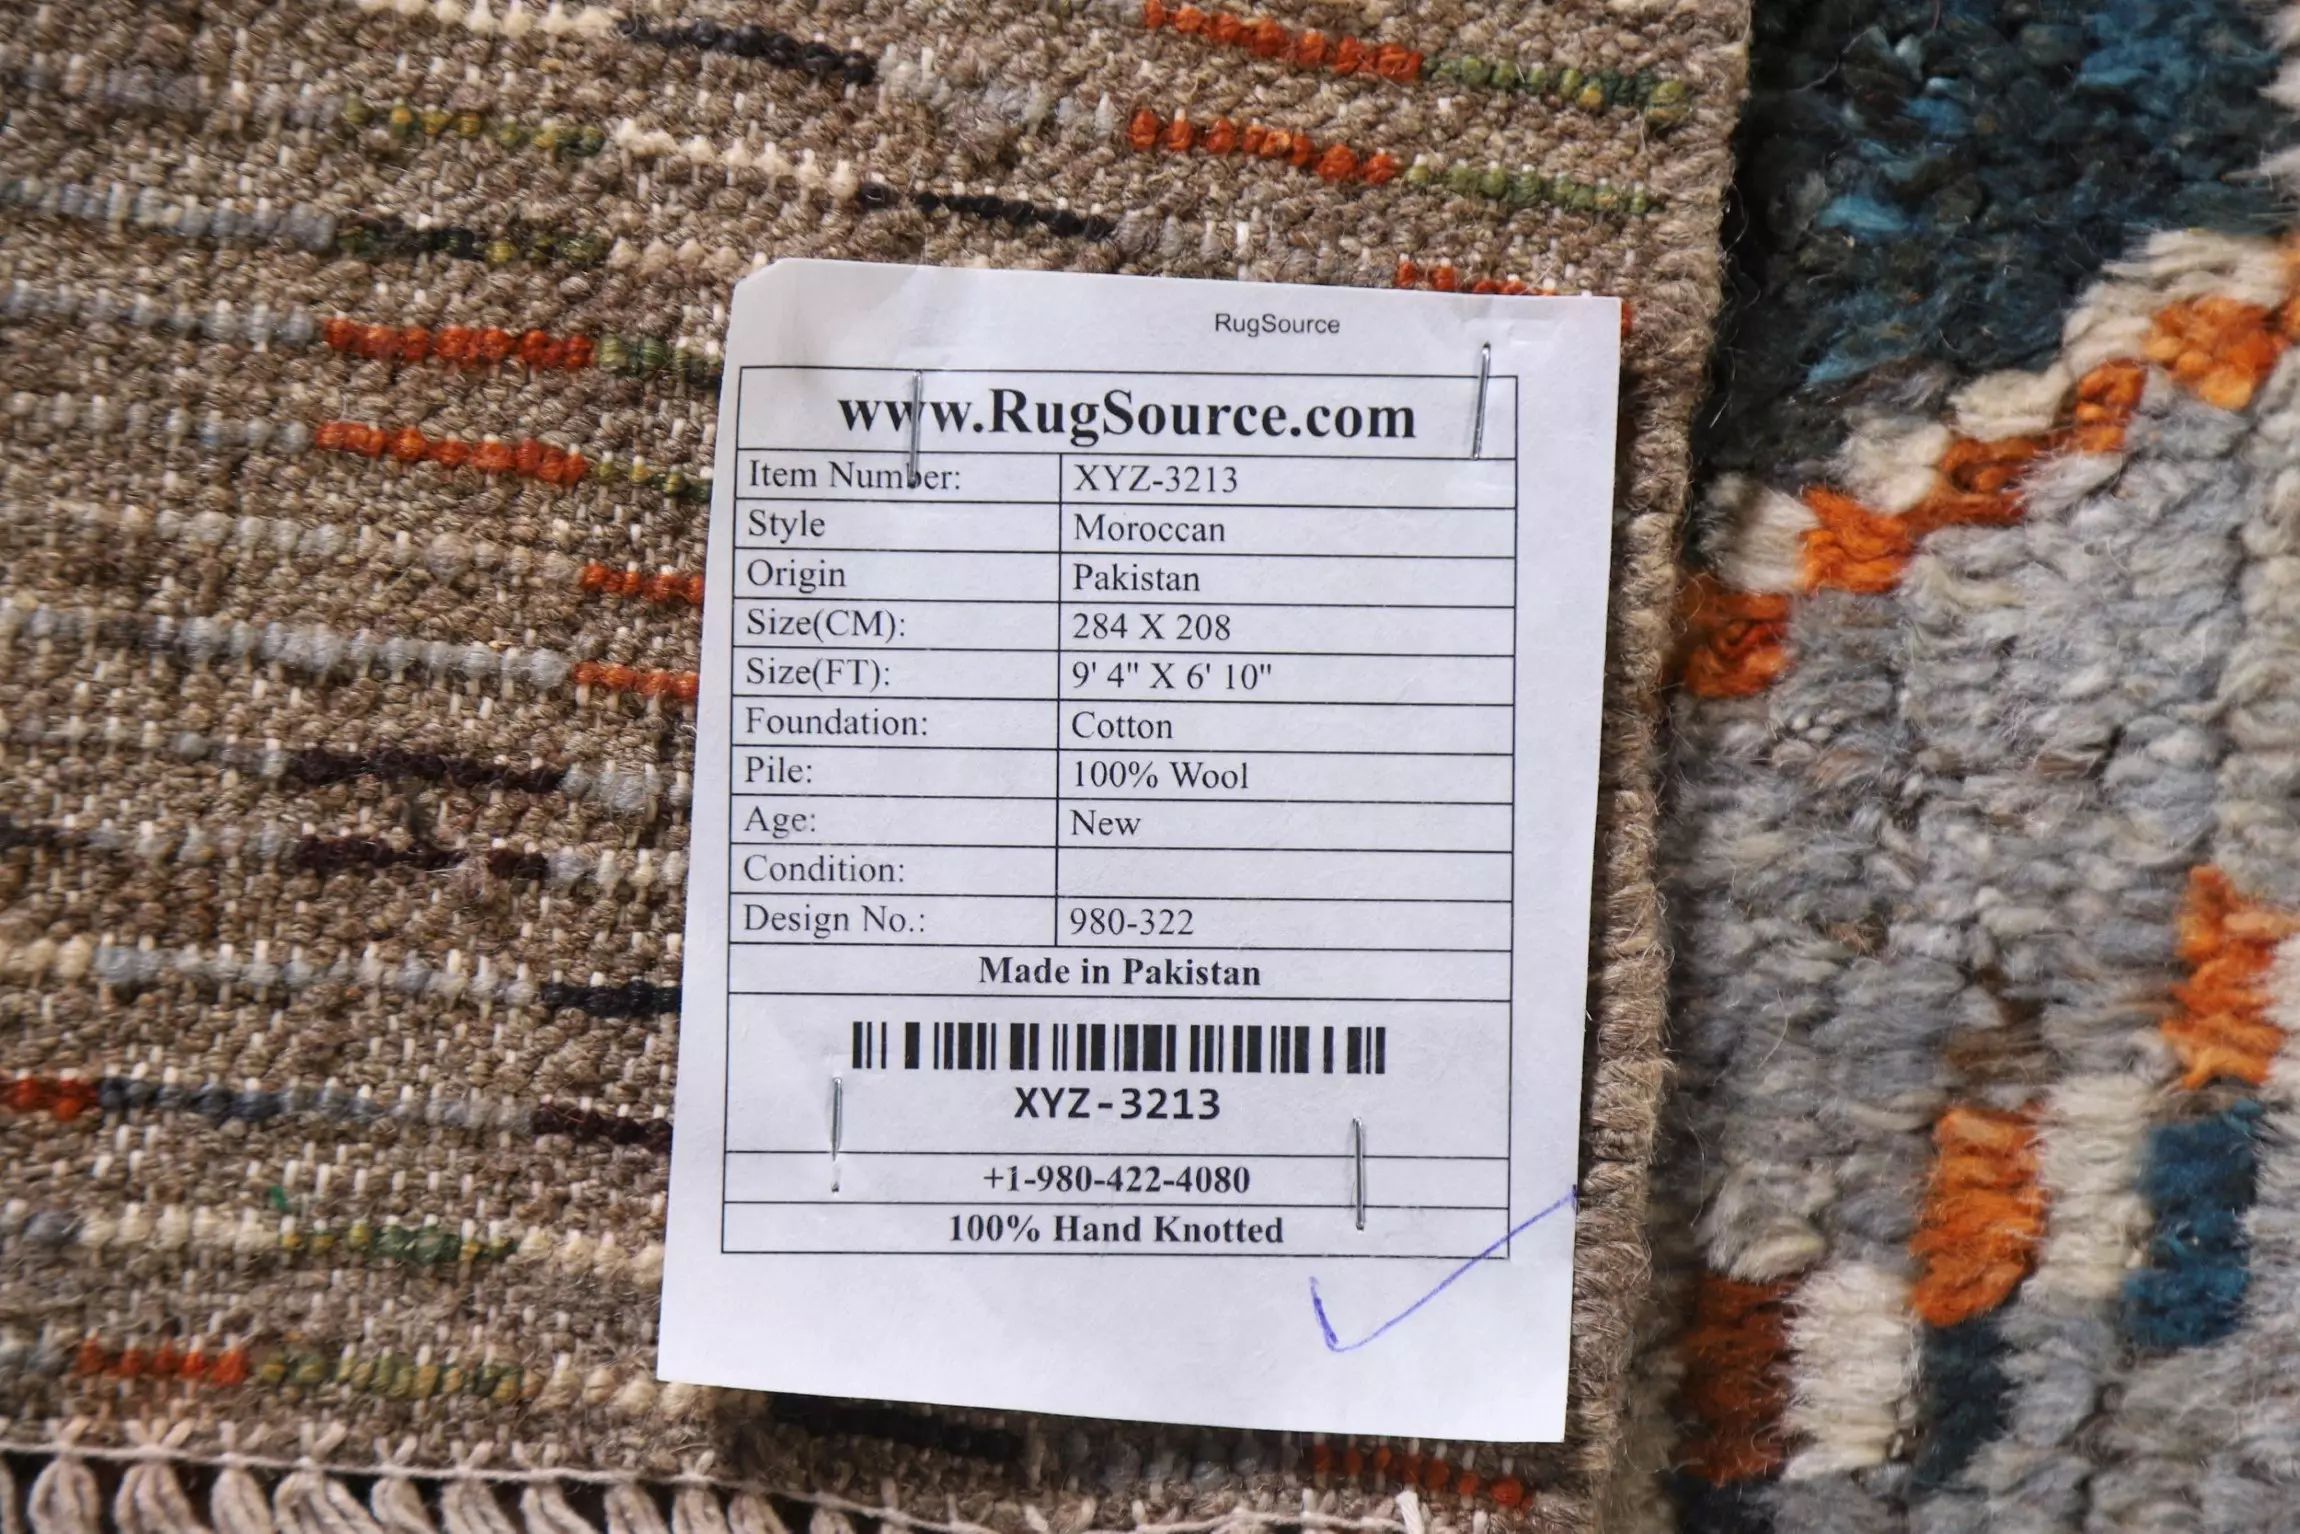 RugSource
www.RugSource.com
Item Number: XYZ-3213
Style Moroccan
Origin Pakistan
Size(CM): 284 X 208
Size(FT): 9' 4" X 6' 10"
Foundation: Cotton
Pile: 100% Wool
Age: New
Condition:
Design No.: 980-322
Made in Pakistan
XYZ-3213
+1-980-422-4080
100% Hand Knotted